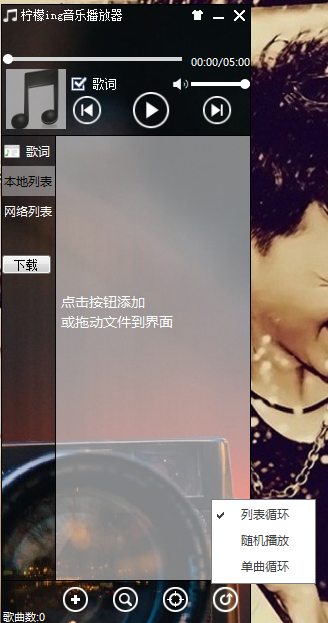 柠檬ing音乐播放器
00:00/05:00
歌词
歌词
本地列表
网络列表
下载
点击按钮添加
或拖动文件到界面
列表循环
随机播放
单曲循环
歌曲数:0